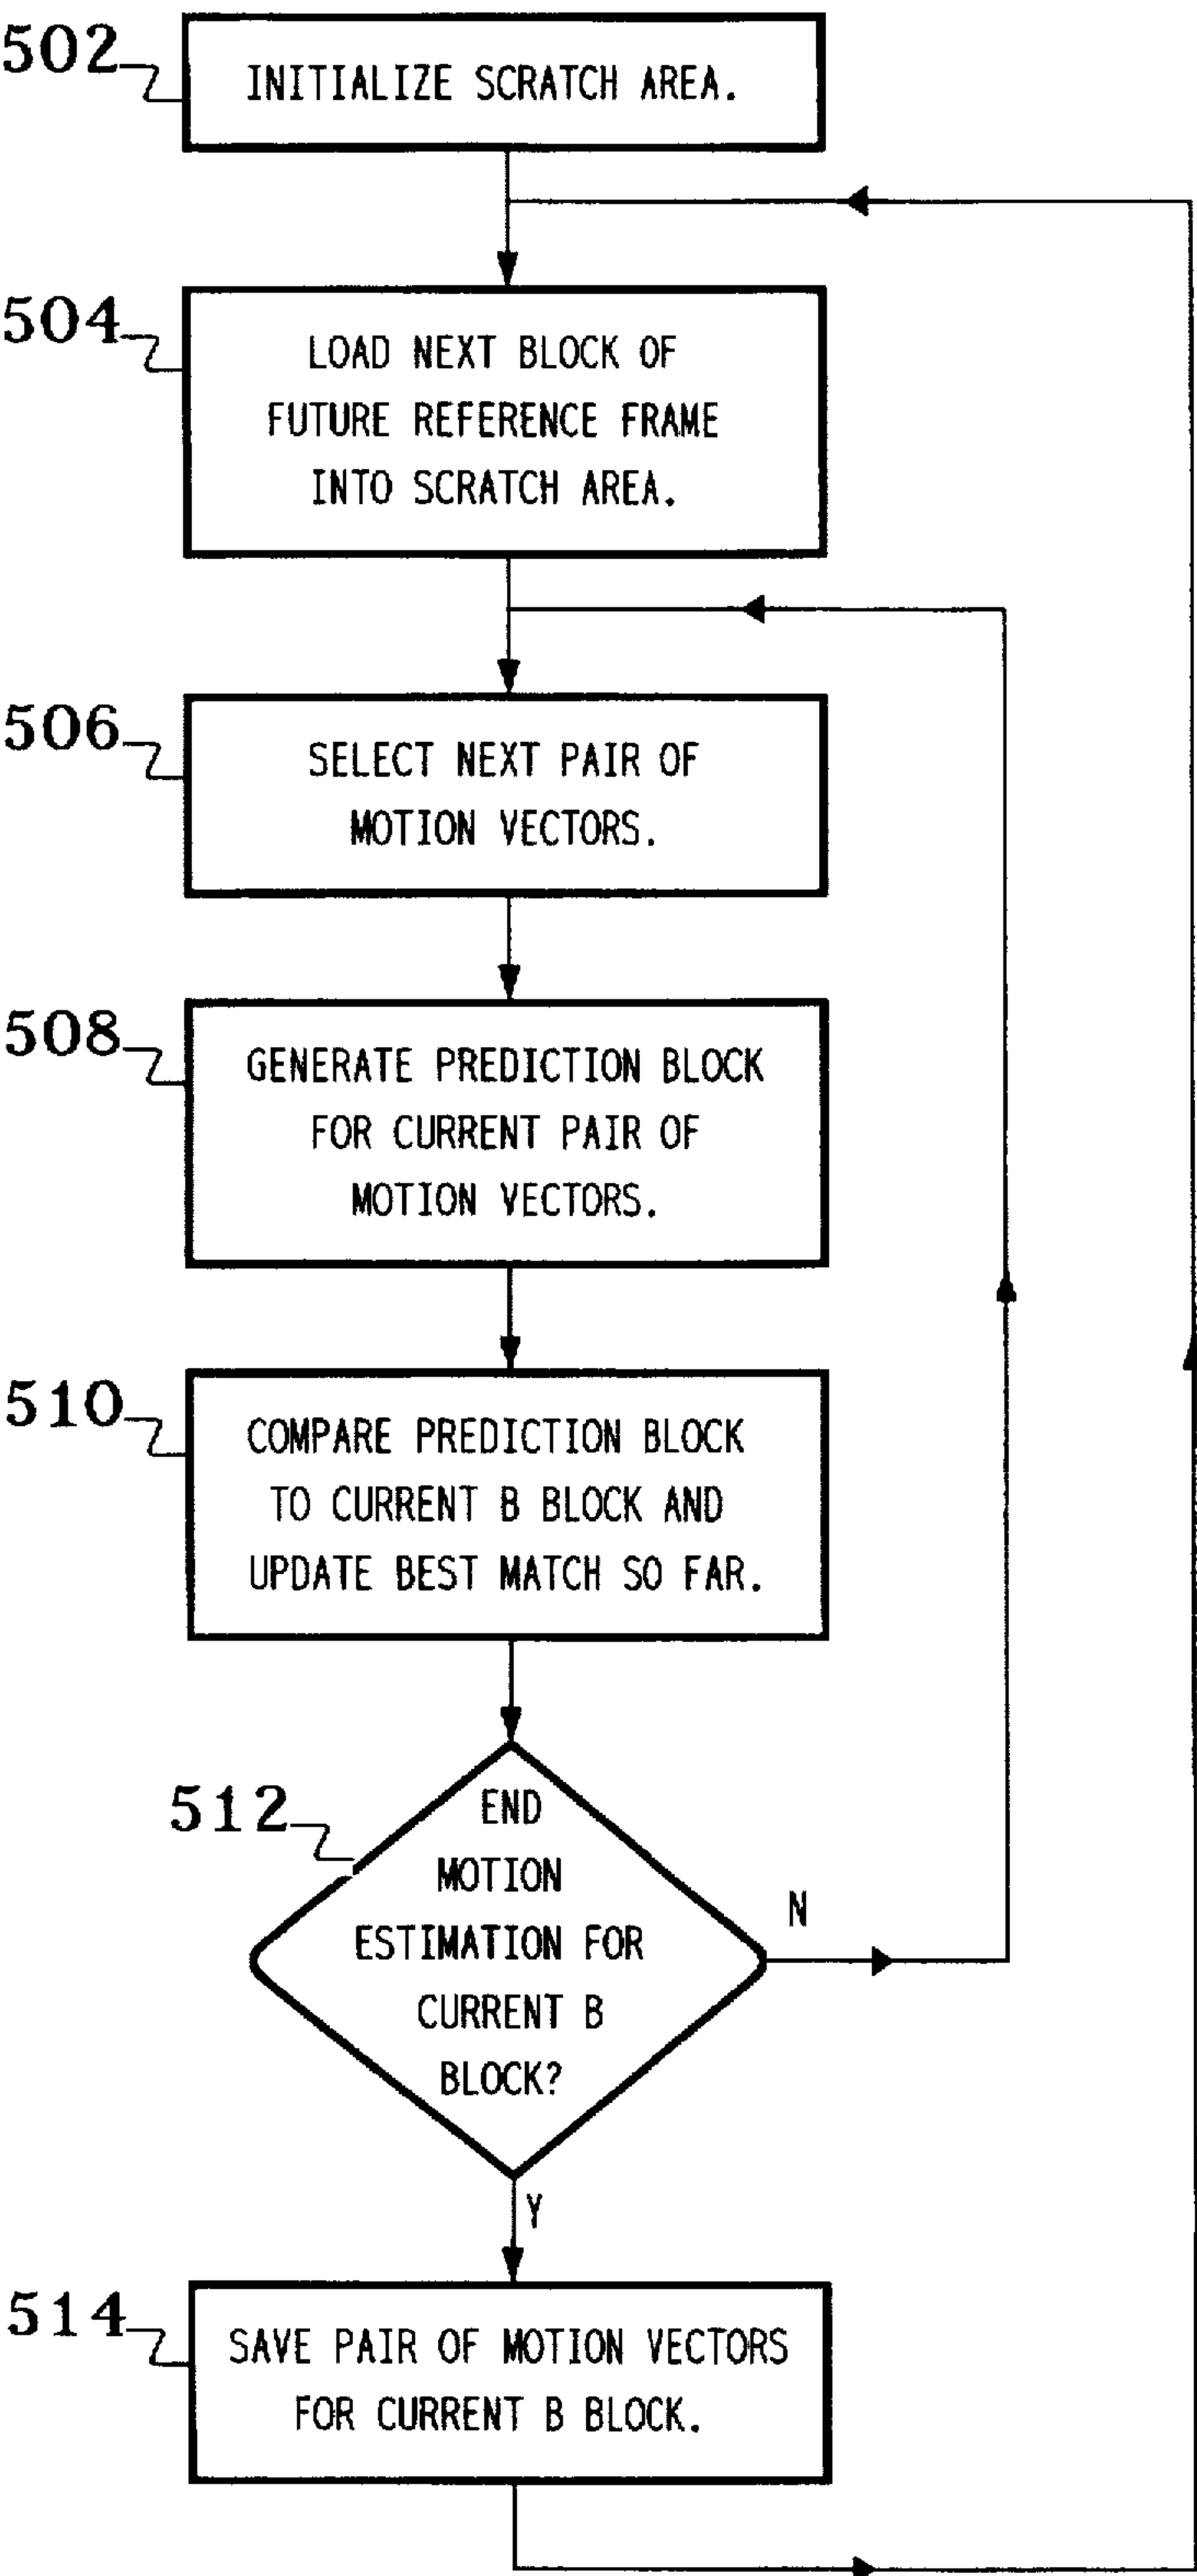 502
INITIALIZE SCRATCH AREA.
504
LOAD NEXT BLOCK OF
FUTURE REFERENCE FRAME
INTO SCRATCH AREA.
506
SELECT NEXT PAIR OF
MOTION VECTORS.
508
GENERATE PREDICTION BLOCK
FOR CURRENT PAIR OF
MOTION VECTORS.
510
COMPARE PREDICTION BLOCK
TO CURRENT B BLOCK AND
UPDATE BEST MATCH SO FAR.
512
END
MOTION
ESTIMATION FOR
CURRENT B
BLOCK?
N
Y
514
SAVE PAIR OF MOTION VECTORS
FOR CURRENT B BLOCK.